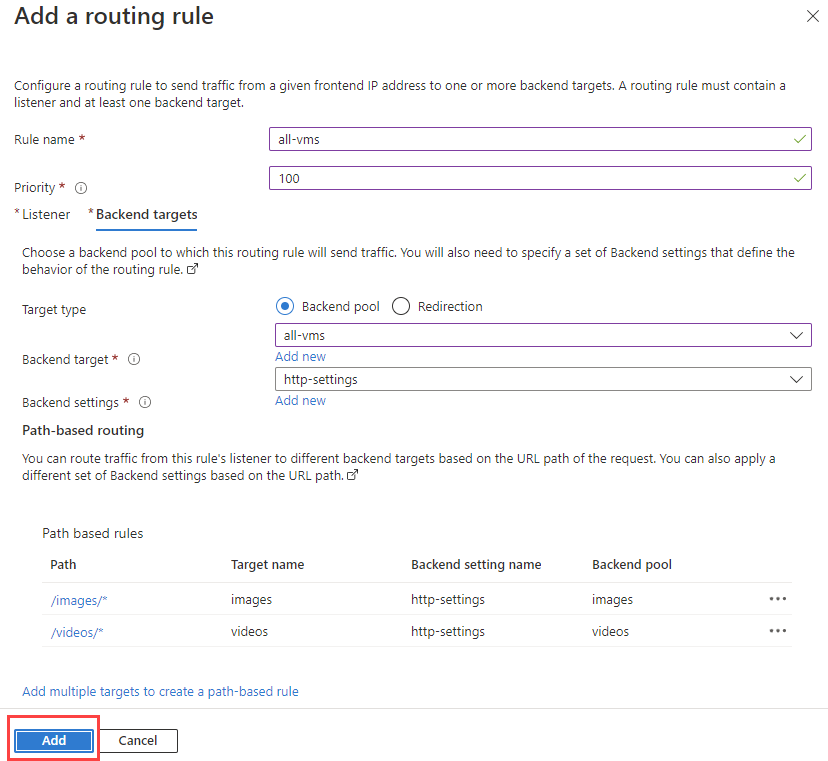 Add a routing rule
Configure a routing rule to send traffic from a given frontend IP address to one or more backend targets. A routing rule must contain a
listener and at least one backend target.
Rule name *
all-vms
Priority *
100
* Listener * Backend targets
Choose a backend pool to which this routing rule will send traffic. You will also need to specify a set of Backend settings that define the
behavior of the routing rule.
Target type
Backend pool Redirection
Backend target *
all-vms
Add new
Backend settings *
http-settings
Add new
Path-based routing
You can route traffic from this rule's listener to different backend targets based on the URL path of the request. You can also apply a
different set of Backend settings based on the URL path.
Path based rules
Path Target name Backend setting name Backend pool
/images/* images http-settings images
/videos/* videos http-settings videos
Add multiple targets to create a path-based rule
Add Cancel